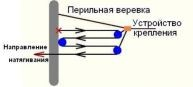 Перильная веревка
Устройство
крепления
Направление
натягивания